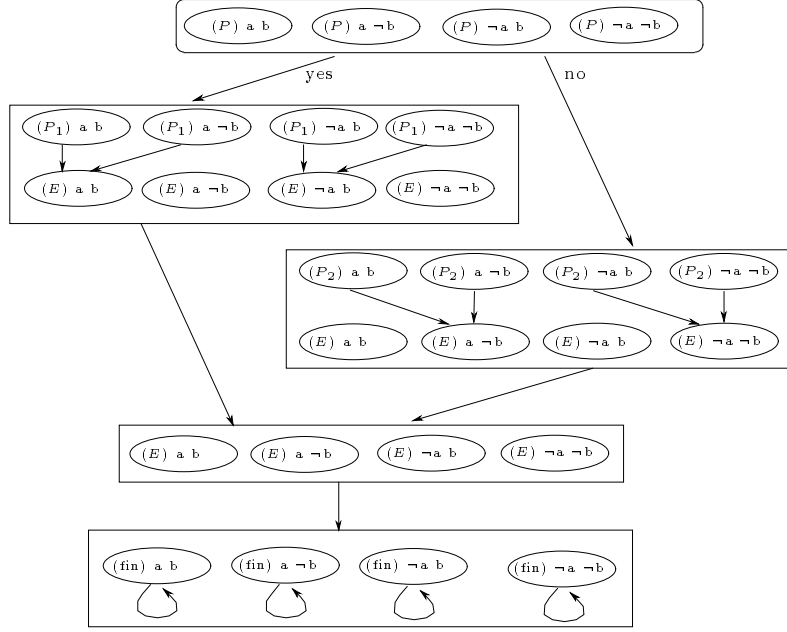 (P) a b (P) a ¬b (P) ¬a b (P) ¬a ¬b
yes no
(P1) a b (P1) a ¬b (P1) ¬a b (P1) ¬a ¬b
(E) a b (E) a ¬b (E) ¬a b (E) ¬a ¬b
(P2) a b (P2) a ¬b (P2) ¬a b (P2) ¬a ¬b
(E) a b (E) a ¬b (E) ¬a b (E) ¬a ¬b
(E) a b (E) a ¬b (E) ¬a b (E) ¬a ¬b
(fin) a b (fin) a ¬b (fin) ¬a b (fin) ¬a ¬b